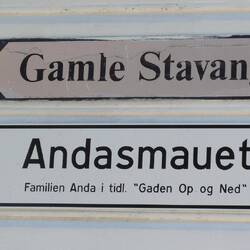 Gamle Stavan
Andasmauet
Familien Anda i tidl. "Gaden Op og Ned"